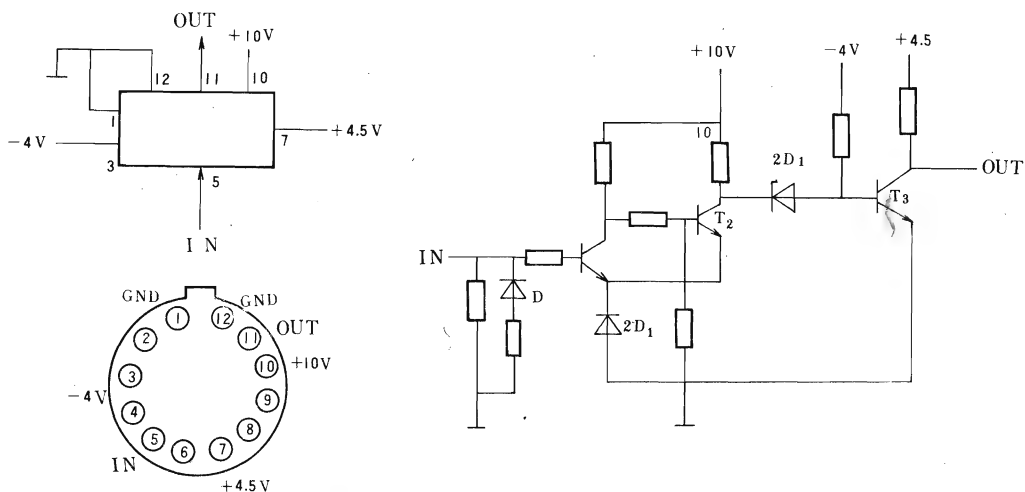 OUT
+10V
12
11
10
1
-4V
3
7
+4.5V
5
IN
GND
GND
1
12
OUT
2
11
10
+10V
3
-4V
9
4
8
5
6
7
IN
+4.5V
+10V
-4V
+4.5
10
2D1
OUT
T2
T3
IN
D
2D1